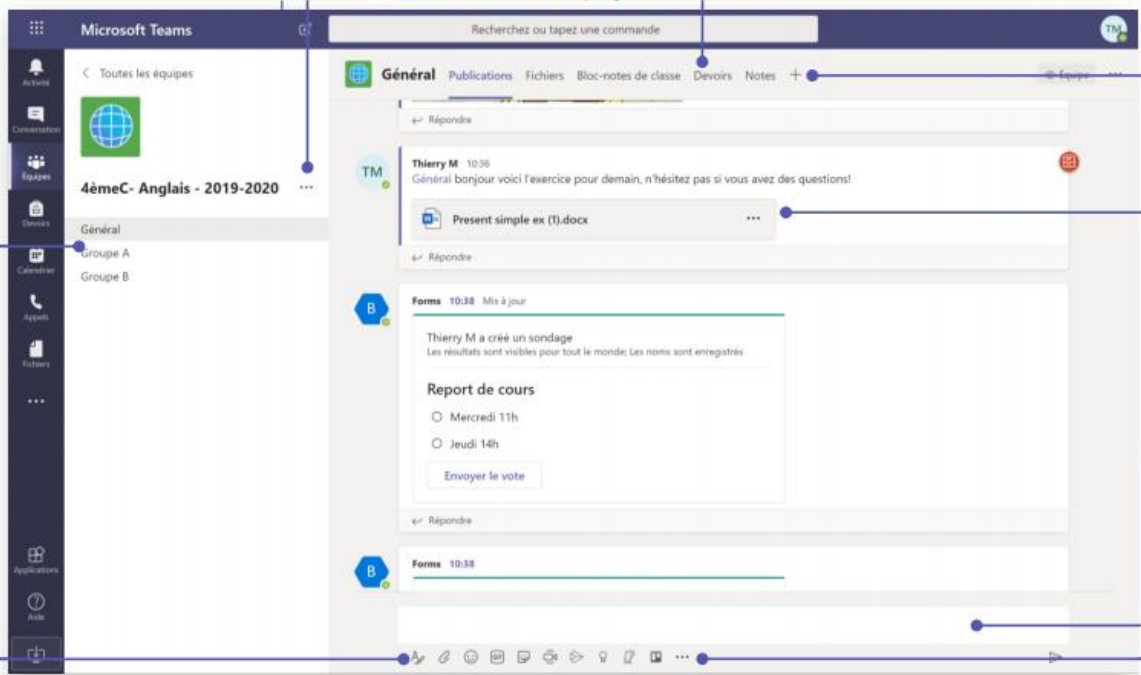 Microsoft Teams
Recherchez ou tapez une commande
TM
Activité
Conversation
Équipes
Devoirs
Calendrier
Appels
Fichiers
Applications
Aide
Toutes les équipes
4èmeC- Anglais - 2019-2020
Général
Groupe A
Groupe B
Général Publications Fichiers Bloc-notes de classe Devoirs Notes
Équipe
Répondre
TM
Thierry M 10:36
Général bonjour voici l'exercice pour demain, n'hésitez pas si vous avez des questions!
Present simple ex (1).docx
Répondre
B
Forms 10:38 Mis à jour
Thierry M a créé un sondage
Les résultats sont visibles pour tout le monde; Les noms sont enregistrés
Report de cours
Mercredi 11h
Jeudi 14h
Envoyer le vote
Répondre
B
Forms 10:38
GIF